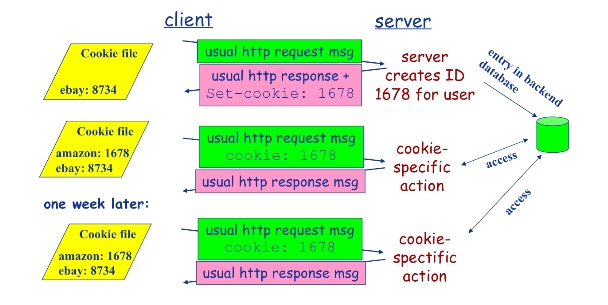 client
server
Cookie file
ebay: 8734
usual http request msg
usual http response +
Set-cookie: 1678
server
creates ID
1678 for user
entry in backend
database
Cookie file
amazon: 1678
ebay: 8734
usual http request msg
cookie: 1678
usual http response msg
cookie-
specific
action
access
one week later:
Cookie file
amazon: 1678
ebay: 8734
usual http request msg
cookie: 1678
usual http response msg
cookie-
spectific
action
access